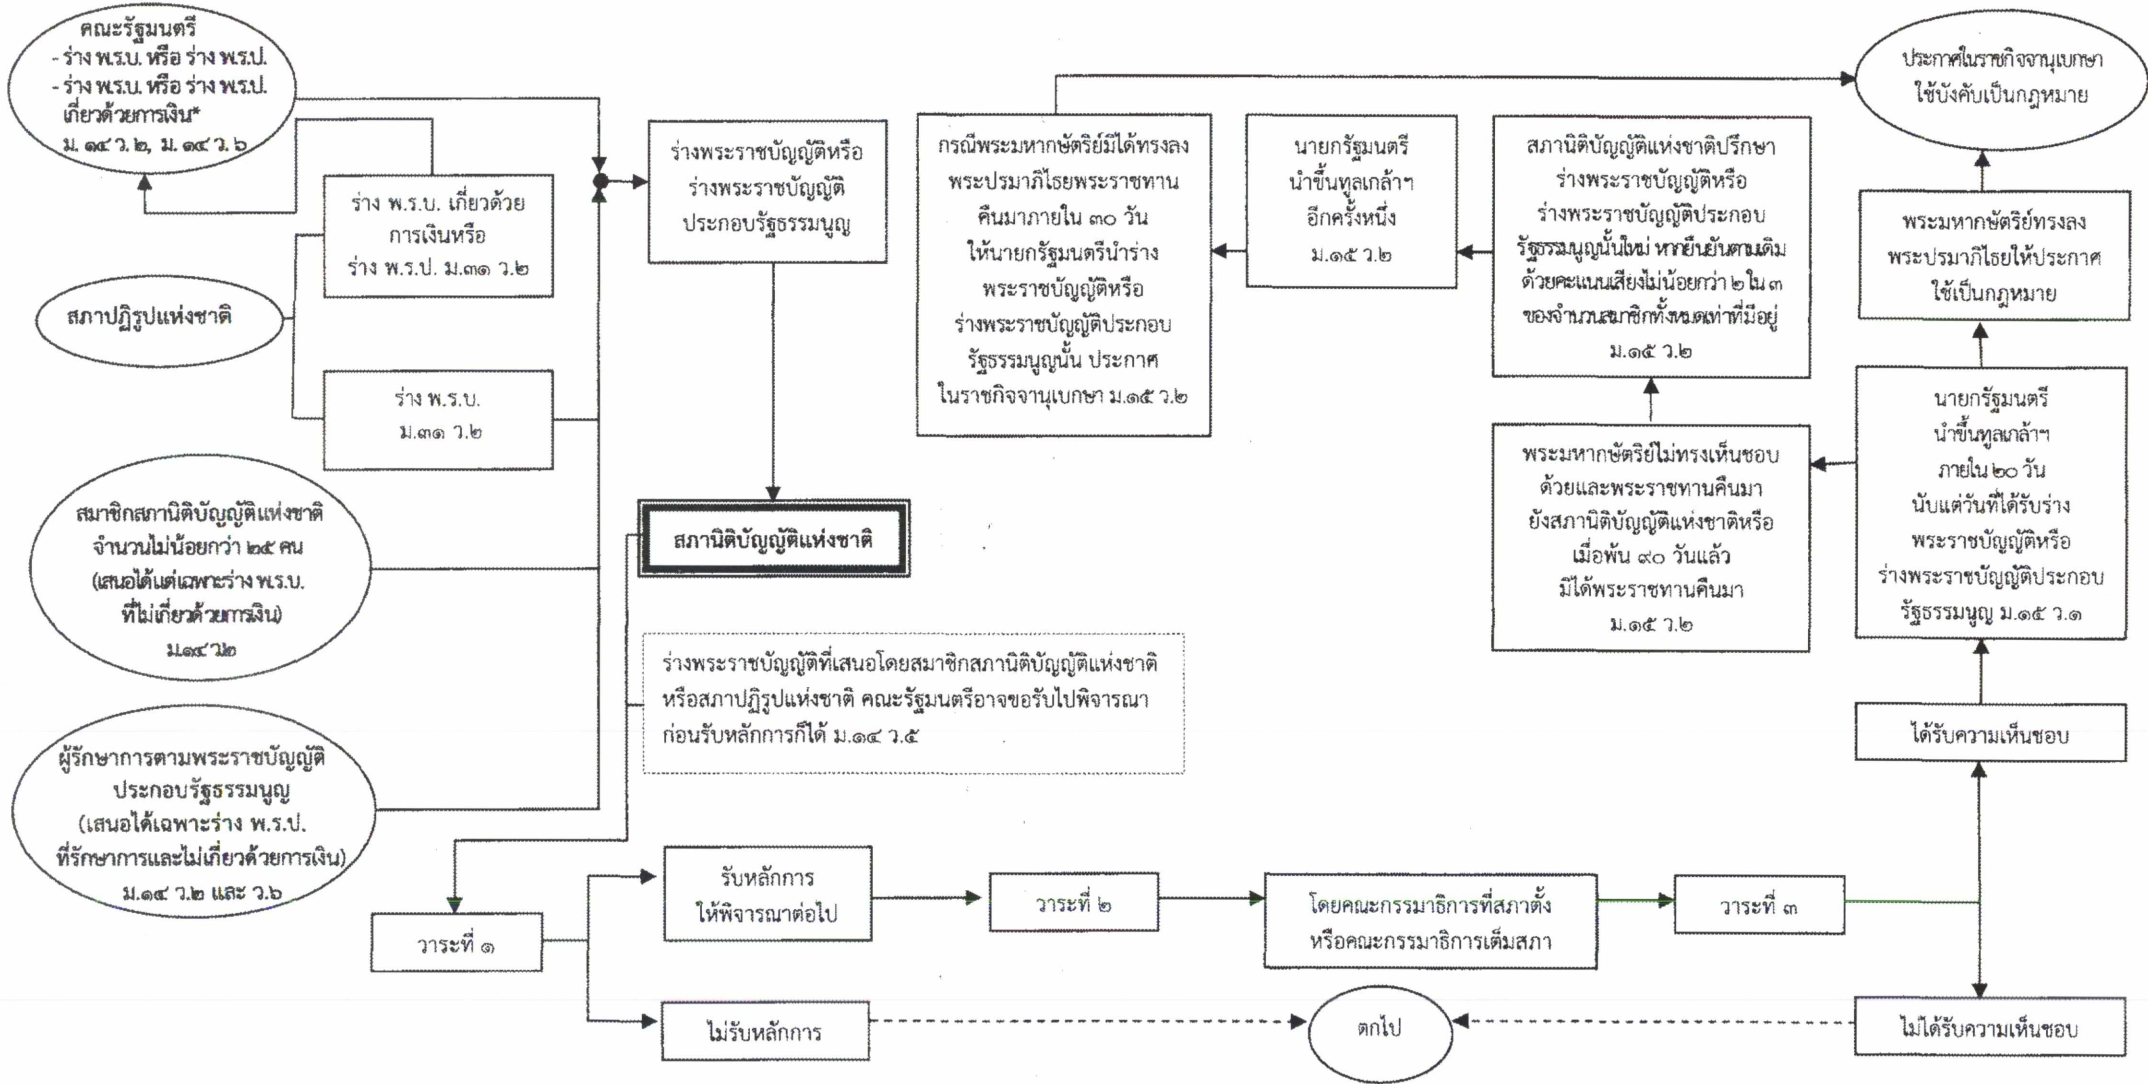 คณะรัฐมนตรี
- ร่าง พ.ร.บ. หรือ ร่าง พ.ร.ป.
- ร่าง พ.ร.บ. หรือ ร่าง พ.ร.ป.
เกี่ยวด้วยการเงิน*
ม. ๑๔ ว. ๒, ม. ๑๔ ว. ๖
ร่าง พ.ร.บ. เกี่ยวด้วย
การเงินหรือ
ร่าง พ.ร.ป. ม.๓๑ ว.๒
สภาปฏิรูปแห่งชาติ
ร่าง พ.ร.บ.
ม.๓๑ ว.๒
สมาชิกสภานิติบัญญัติแห่งชาติ
จำนวนไม่น้อยกว่า ๒๕ คน
(เสนอได้แต่เฉพาะร่าง พ.ร.บ.
ที่ไม่เกี่ยวด้วยการเงิน)
ม.๑๔ ว.๒
ผู้รักษาการตามพระราชบัญญัติ
ประกอบรัฐธรรมนูญ
(เสนอได้เฉพาะร่าง พ.ร.ป.
ที่รักษาการและไม่เกี่ยวด้วยการเงิน)
ม.๑๔ ว.๒ และ ว.๖
ร่างพระราชบัญญัติหรือ
ร่างพระราชบัญญัติ
ประกอบรัฐธรรมนูญ
สภานิติบัญญัติแห่งชาติ
ร่างพระราชบัญญัติที่เสนอโดยสมาชิกสภานิติบัญญัติแห่งชาติ
หรือสภาปฏิรูปแห่งชาติ คณะรัฐมนตรีอาจขอรับไปพิจารณา
ก่อนรับหลักการก็ได้ ม.๑๔ ว.๕
วาระที่ ๑
รับหลักการ
ให้พิจารณาต่อไป
ไม่รับหลักการ
วาระที่ ๒
โดยคณะกรรมาธิการที่สภาตั้ง
หรือคณะกรรมาธิการเต็มสภา
วาระที่ ๓
ตกไป
ไม่ได้รับความเห็นชอบ
ได้รับความเห็นชอบ
นายกรัฐมนตรี
นำขึ้นทูลเกล้าฯ
ภายใน ๒๐ วัน
นับแต่วันที่ได้รับร่าง
พระราชบัญญัติหรือ
ร่างพระราชบัญญัติประกอบ
รัฐธรรมนูญ ม.๑๕ ว.๑
พระมหากษัตริย์ทรงลง
พระปรมาภิไธยให้ประกาศ
ใช้เป็นกฎหมาย
ประกาศในราชกิจจานุเบกษา
ใช้บังคับเป็นกฎหมาย
พระมหากษัตริย์ไม่ทรงเห็นชอบ
ด้วยและพระราชทานคืนมา
ยังสภานิติบัญญัติแห่งชาติหรือ
เมื่อพ้น ๙๐ วันแล้ว
มิได้พระราชทานคืนมา
ม.๑๕ ว.๒
สภานิติบัญญัติแห่งชาติปรึกษา
ร่างพระราชบัญญัติหรือ
ร่างพระราชบัญญัติประกอบ
รัฐธรรมนูญนั้นใหม่ หากยืนยันตามเดิม
ด้วยคะแนนเสียงไม่น้อยกว่า ๒ ใน ๓
ของจำนวนสมาชิกทั้งหมดเท่าที่มีอยู่
ม.๑๕ ว.๒
นายกรัฐมนตรี
นำขึ้นทูลเกล้าฯ
อีกครั้งหนึ่ง
ม.๑๕ ว.๒
กรณีพระมหากษัตริย์มิได้ทรงลง
พระปรมาภิไธยพระราชทาน
คืนมาภายใน ๓๐ วัน
ให้นายกรัฐมนตรีนำร่าง
พระราชบัญญัติหรือ
ร่างพระราชบัญญัติประกอบ
รัฐธรรมนูญนั้น ประกาศ
ในราชกิจจานุเบกษา ม.๑๕ ว.๒